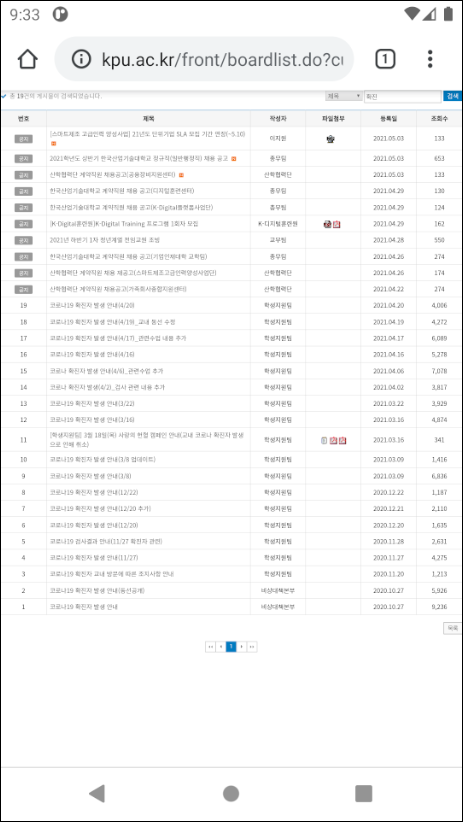 9:33
kpu.ac.kr/front/boardlist.do?cu
1
총 19건의 게시물이 검색되었습니다.
제목 확진 검색
번호 제목 작성자 파일첨부 등록일 조회수
공지 [스마트제조 고급인력 양성사업] 21년도 인위기업 SLA 모집 기간 연장(~5.10) 이지원 2021.05.03 133
공지 2021학년도 상반기 한국산업기술대학교 정규직(일반행정직) 채용 공고 총무팀 2021.05.03 653
공지 산학협력단 계약직원 채용공고(공용장비지원센터) 산학협력단 2021.05.03 133
공지 한국산업기술대학교 계약직원 채용 공고(디지털훈련센터) 총무팀 2021.04.29 130
공지 한국산업기술대학교 계약직원 채용 공고(K-Digital플랫폼사업단) 총무팀 2021.04.29 124
공지 [K-Digital훈련원]K-Digital Training 프로그램 1회차 모집 K-디지털훈련원 2021.04.29 162
공지 2021년 하반기 1차 정년계열 전임교원 초빙 교무팀 2021.04.28 550
공지 한국산업기술대학교 계약직원 채용 공고(기업인재대학 교학팀) 총무팀 2021.04.26 274
공지 산학협력단 계약직원 채용 재공고(스마트제조고급인력양성사업단) 산학협력단 2021.04.26 174
공지 산학협력단 계약직원 채용공고(가족회사종합지원센터) 산학협력단 2021.04.22 274
19 코로나19 확진자 발생 안내(4/20) 학생지원팀 2021.04.20 4,096
18 코로나19 확진자 발생 안내(4/19)_교내 동선 수정 학생지원팀 2021.04.19 4,272
17 코로나19 확진자 발생 안내(4/17)_관련수업 내용 추가 학생지원팀 2021.04.17 6,089
16 코로나19 확진자 발생 안내(4/16) 학생지원팀 2021.04.16 5,278
15 코로나 확진자 발생 안내(4/6)_관련수업 추가 학생지원팀 2021.04.06 7,078
14 코로나 확진자 발생(4/2)_검사 관련 내용 추가 학생지원팀 2021.04.02 3,817
13 코로나19 확진자 발생 안내(3/22) 학생지원팀 2021.03.22 3,929
12 코로나19 확진자 발생 안내(3/16) 학생지원팀 2021.03.16 4,874
11 [학생지원팀] 3월 18일(목) 사랑의 헌혈 캠페인 안내(교내 코로나 확진자 발생으로 인해 취소) 학생지원팀 2021.03.16 341
10 코로나19 확진자 발생 안내(3/8 업데이트) 학생지원팀 2021.03.09 1,416
9 코로나19 확진자 발생 안내(3/8) 학생지원팀 2021.03.09 6,836
8 코로나19 확진자 발생 안내(12/22) 학생지원팀 2020.12.22 1,187
7 코로나19 확진자 발생 안내(12/20 추가) 학생지원팀 2020.12.21 2,110
6 코로나19 확진자 발생 안내(12/20) 학생지원팀 2020.12.20 1,635
5 코로나19 검사결과 안내(11/27 확진자 관련) 학생지원팀 2020.11.28 2,631
4 코로나19 확진자 발생 안내(11/27) 학생지원팀 2020.11.27 4,275
3 코로나19 확진자 교내 방문에 따른 조치사항 안내 학생지원팀 2020.11.20 1,213
2 코로나19 확진자 발생 안내(동선공개) 비상대책본부 2020.10.27 5,926
1 코로나19 확진자 발생 안내 비상대책본부 2020.10.27 9,236
목록
1